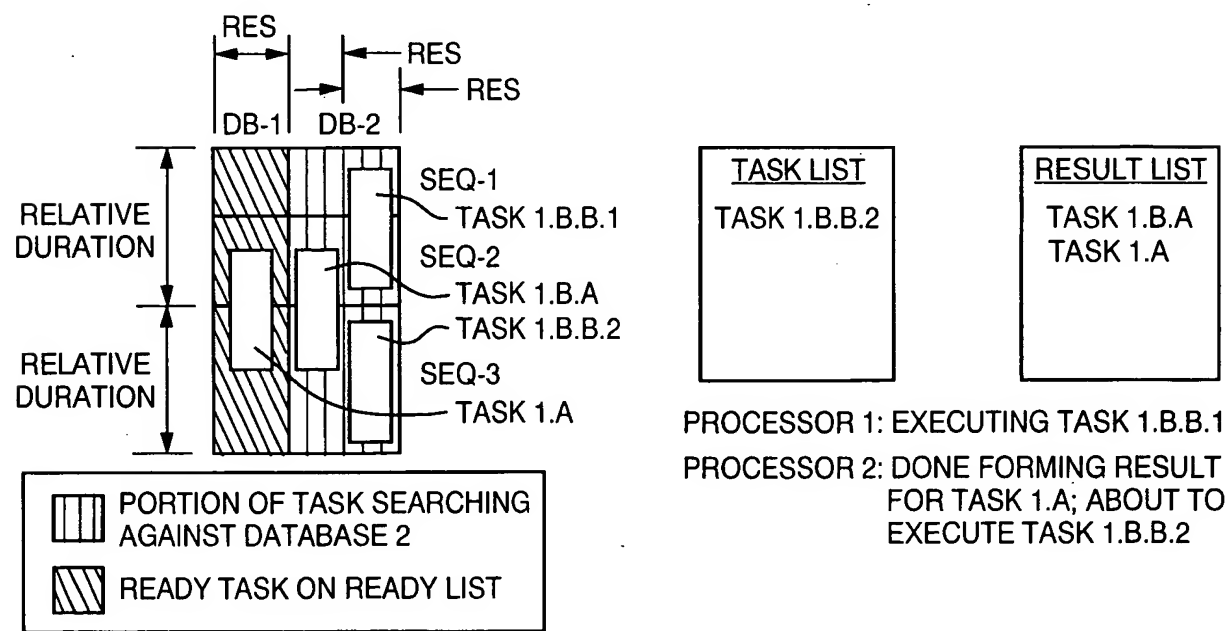 RES
RES
RES
DB-1
DB-2
RELATIVE
DURATION
RELATIVE
DURATION
SEQ-1
TASK 1.B.B.1
SEQ-2
TASK 1.B.A
TASK 1.B.B.2
SEQ-3
TASK 1.A
PORTION OF TASK SEARCHING
AGAINST DATABASE 2
READY TASK ON READY LIST
TASK LIST
TASK 1.B.B.2
RESULT LIST
TASK 1.B.A
TASK 1.A
PROCESSOR 1: EXECUTING TASK 1.B.B.1
PROCESSOR 2: DONE FORMING RESULT
FOR TASK 1.A; ABOUT TO
EXECUTE TASK 1.B.B.2